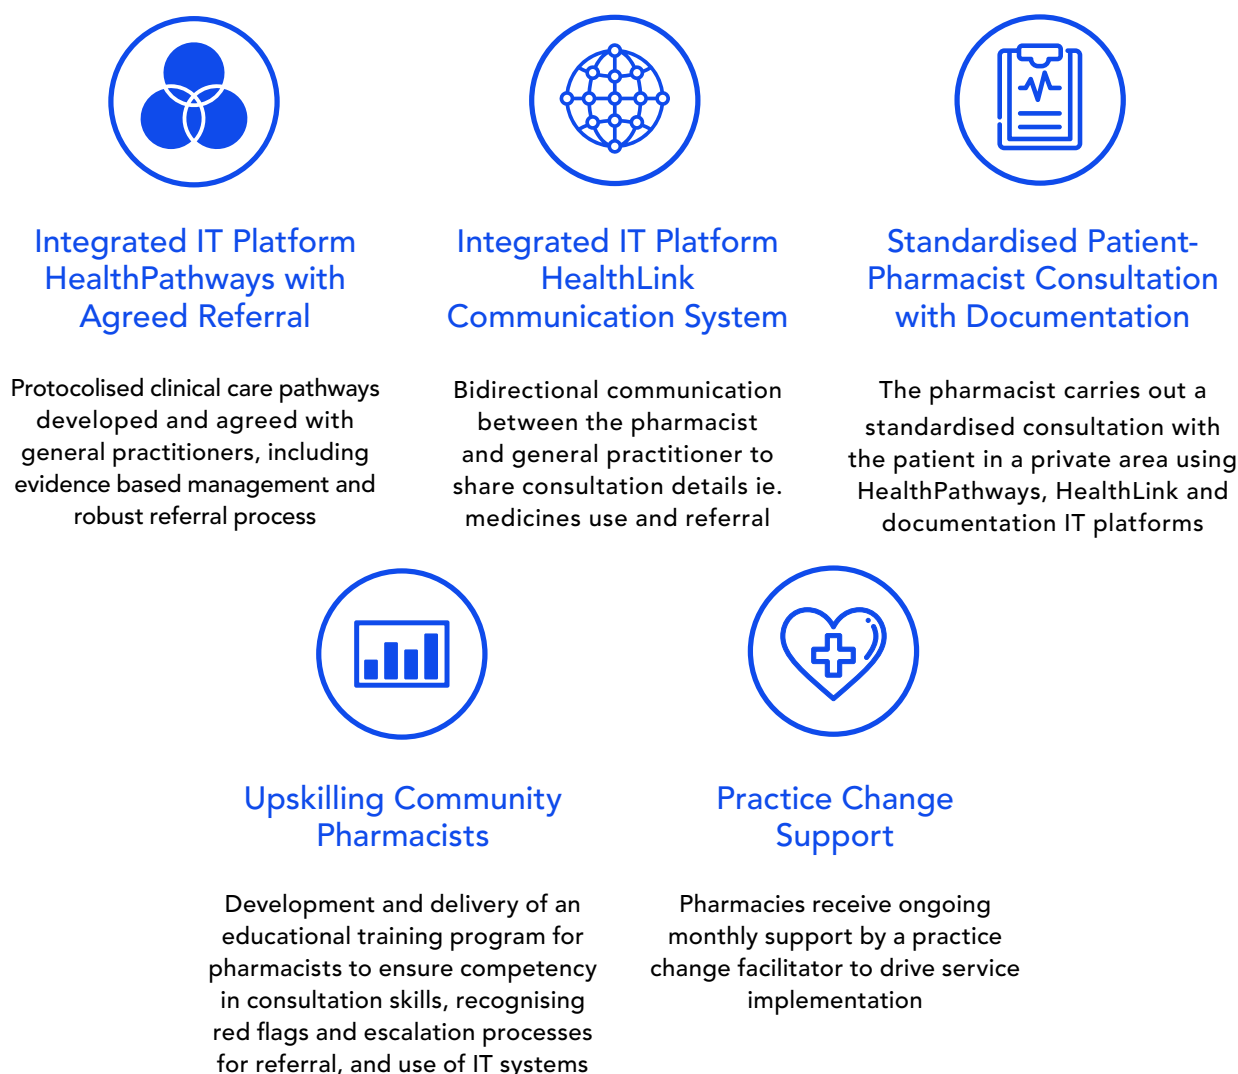 Integrated IT Platform
HealthPathways with
Agreed Referral
Protocolised clinical care pathways
developed and agreed with
general practitioners, including
evidence based management and
robust referral process
Integrated IT Platform
HealthLink
Communication System
Bidirectional communication
between the pharmacist
and general practitioner to
share consultation details ie.
medicines use and referral
Standardised Patient-
Pharmacist Consultation
with Documentation
The pharmacist carries out a
standardised consultation with
the patient in a private area using
HealthPathways, HealthLink and
documentation IT platforms
Upskilling Community
Pharmacists
Development and delivery of an
educational training program for
pharmacists to ensure competency
in consultation skills, recognising
red flags and escalation processes
for referral, and use of IT systems
Practice Change
Support
Pharmacies receive ongoing
monthly support by a practice
change facilitator to drive service
implementation